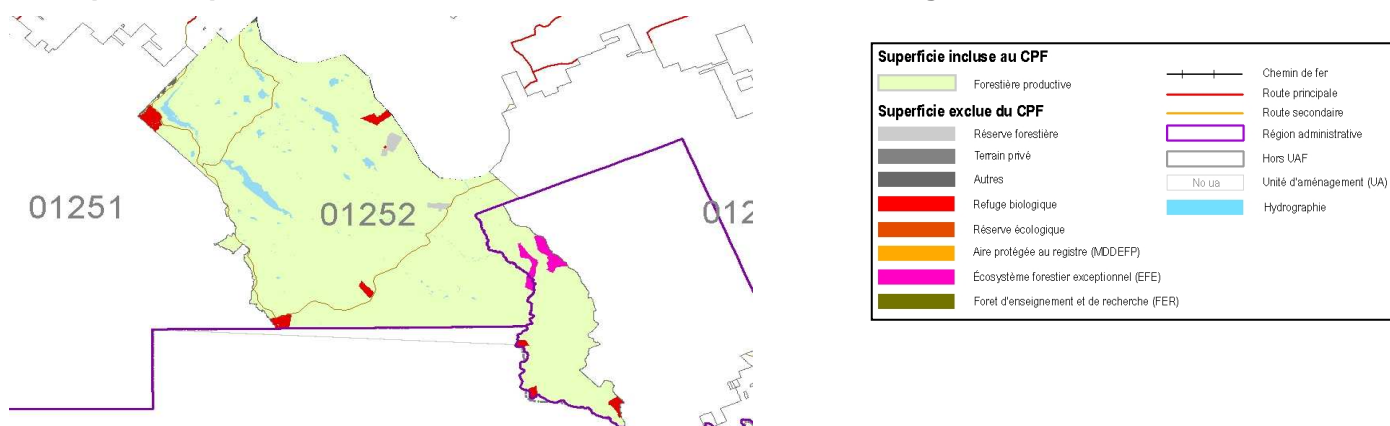 01251
01252
012
Superficie incluse au CPF
Forestière productive
Superficie exclue du CPF
Réserve forestière
Terrain privé
Autres
Refuge biologique
Réserve écologique
Aire protégée au registre (MDDEFP)
Écosystème forestier exceptionnel (EFE)
Foret d'enseignement et de recherche (FER)
Chemin de fer
Route principale
Route secondaire
Région administrative
Hors UAF
No ua
Unité d'aménagement (UA)
Hydrographie